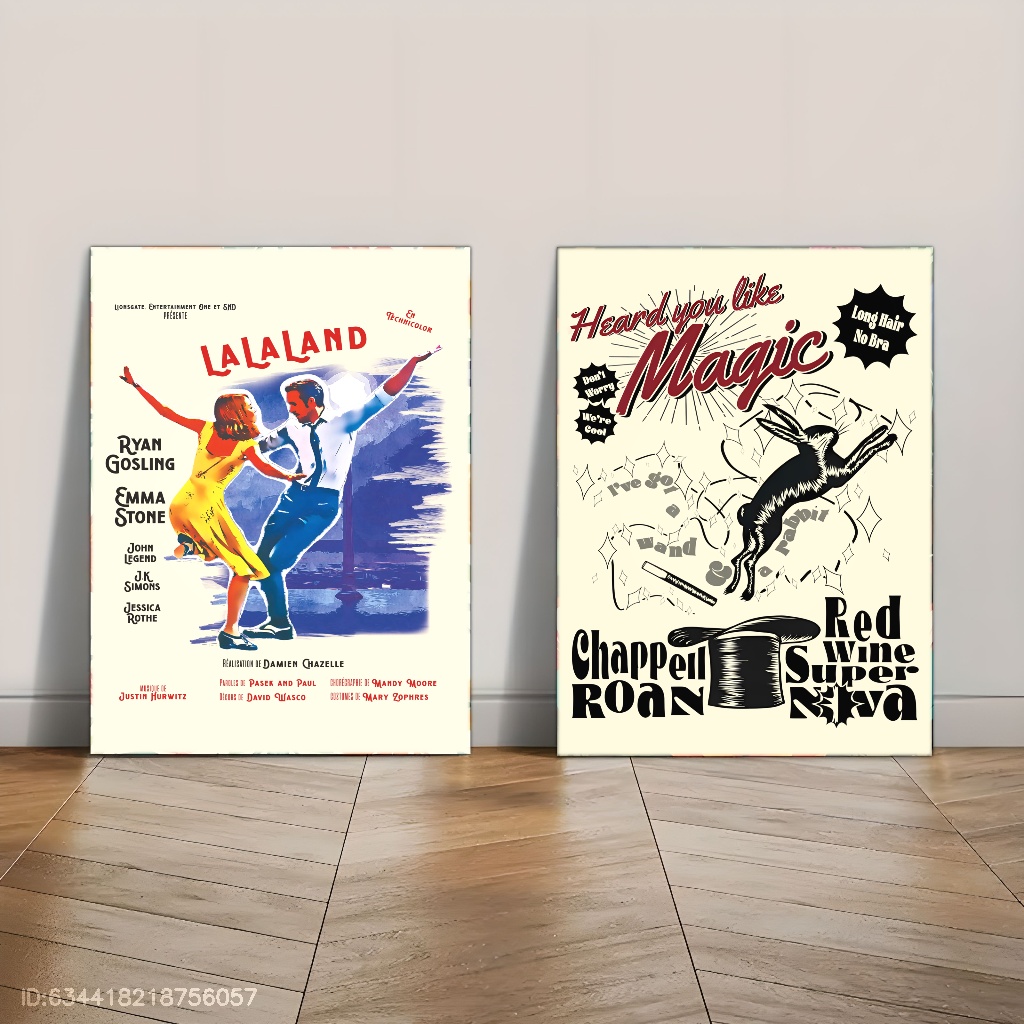 Lionsgate, Entertainment One et SND
présente
En
Technicolor
LALALAND
Ryan
Gosling
Emma
Stone
John
Legend
J.K.
Simons
Jessica
Rothe
Réalisation de Damien Chazelle
Musique de
Justin Hurwitz
Paroles de Pasek and Paul
Décors de David Wasco
Chorégraphie de Mandy Moore
Costumes de Mary Zophres
Heard you like
Magic
Long Hair
No Bra
Don't
Worry
We're
Cool
I've got
a
wand
&
a
rabbit
Chappell
Roan
Red
Wine
Super
Nova
ID:634418218756057